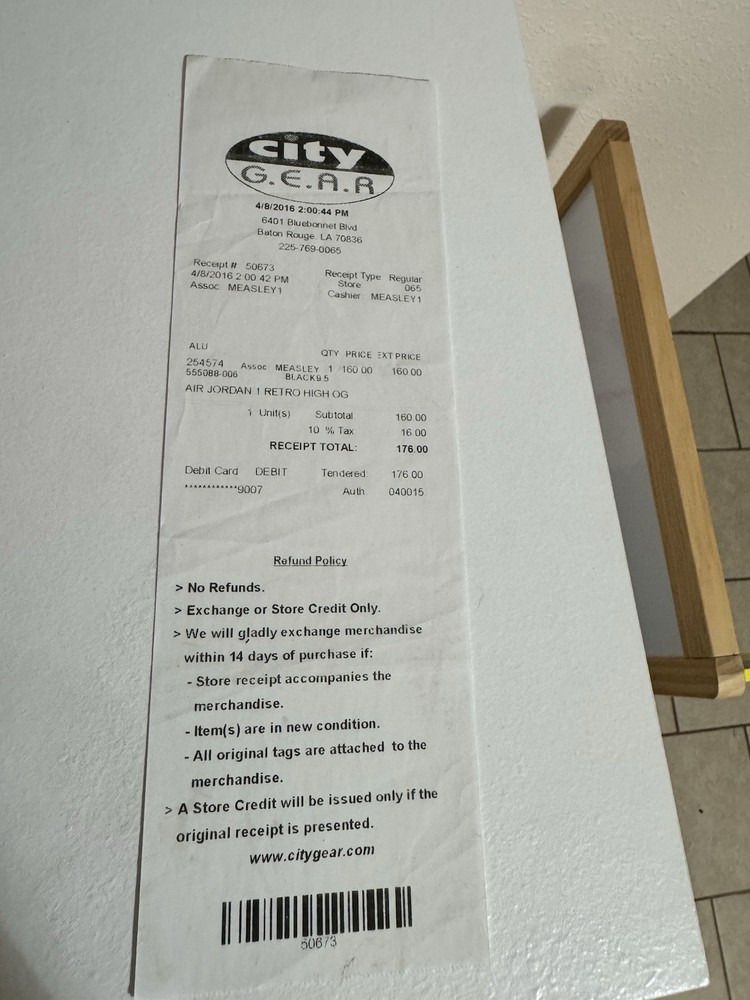 city
G.E.A.R
4/8/2016 2:00:44 PM
6401 Bluebonnet Blvd
Baton Rouge, LA 70836
225-769-0065
Receipt # 50673
4/8/2016 2:00:42 PM Receipt Type Regular
Store 065
Assoc MEASLEY1 Cashier MEASLEY1
ALU QTY PRICE EXT PRICE
254574 Assoc MEASLEY 1 160.00 160.00
555088-006 BLACK9.5
AIR JORDAN 1 RETRO HIGH OG
1 Unit(s) Subtotal 160.00
10 % Tax 16.00
RECEIPT TOTAL: 176.00
Debit Card DEBIT Tendered 176.00
************9007 Auth 040015
Refund Policy
> No Refunds.
> Exchange or Store Credit Only.
> We will gladly exchange merchandise
within 14 days of purchase if:
- Store receipt accompanies the
merchandise.
- Item(s) are in new condition.
- All original tags are attached to the
merchandise.
> A Store Credit will be issued only if the
original receipt is presented.
www.citygear.com
50673